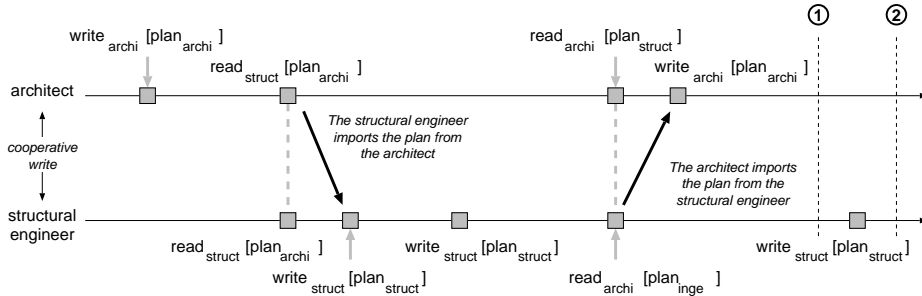 ① ②
write archi [plan archi ]
read struct [plan archi ]
read archi [plan struct ]
write archi [plan archi ]
architect
The structural engineer
imports the plan from
the architect
cooperative
write
The architect imports
the plan from the
structural engineer
structural
engineer
read struct [plan archi ]
write struct [plan struct ]
write struct [plan struct ]
read archi [plan inge ]
write struct [plan struct ]